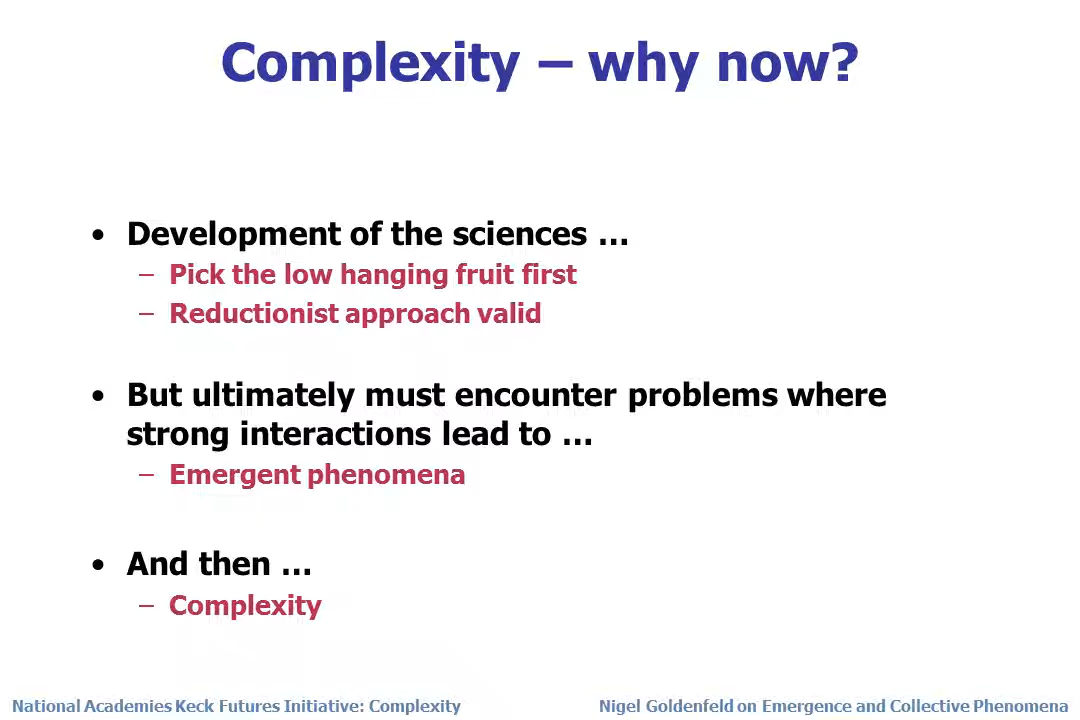 Complexity – why now?
• Development of the sciences …
– Pick the low hanging fruit first
– Reductionist approach valid
• But ultimately must encounter problems where
strong interactions lead to …
– Emergent phenomena
• And then …
– Complexity
National Academies Keck Futures Initiative: Complexity
Nigel Goldenfeld on Emergence and Collective Phenomena